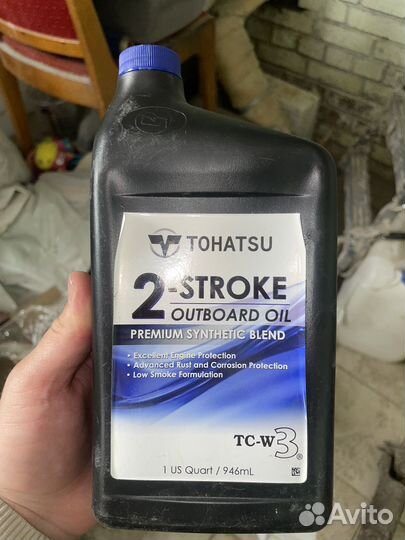 TOHATSU
2-STROKE
OUTBOARD OIL
PREMIUM SYNTHETIC BLEND
• Excellent Engine Protection
• Advanced Rust and Corrosion Protection
• Low Smoke Formulation
TC-W3®
1 US Quart / 946mL
Avito